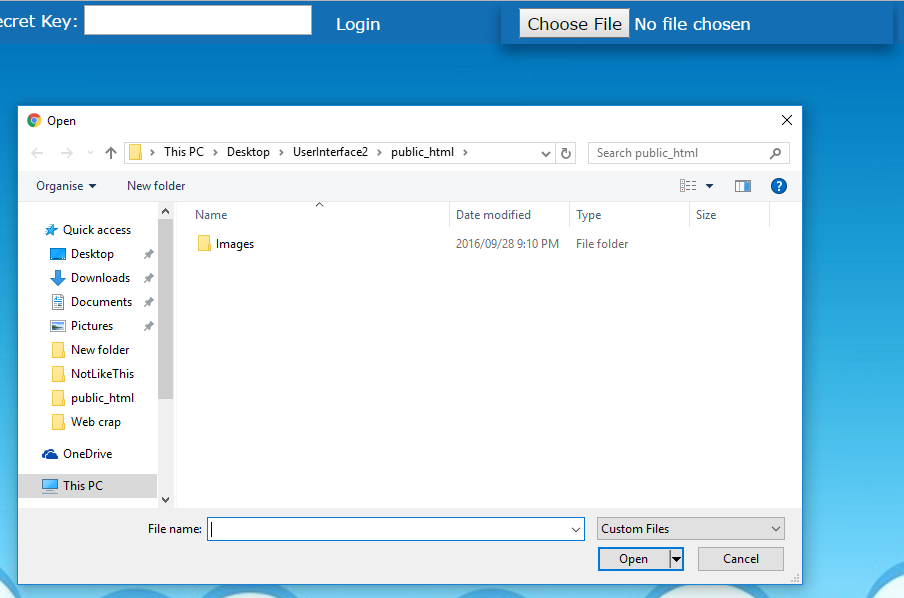 ecret Key: Login Choose File No file chosen
Open
This PC Desktop UserInterface2 public_html Search public_html
Organise New folder
Name Date modified Type Size
Images 2016/09/28 9:10 PM File folder
Quick access
Desktop
Downloads
Documents
Pictures
New folder
NotLikeThis
public_html
Web crap
OneDrive
This PC
File name: Custom Files
Open Cancel